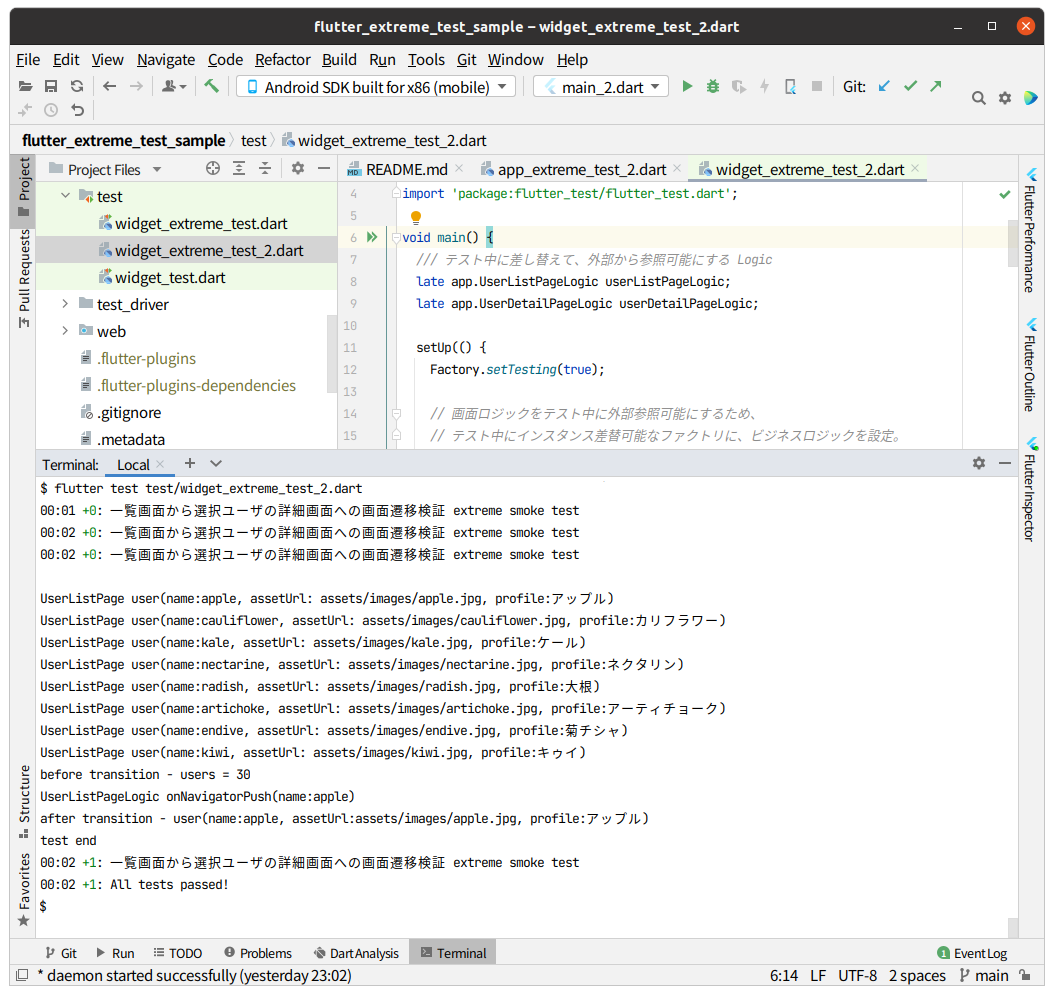 flutter_extreme_test_sample – widget_extreme_test_2.dart
File Edit View Navigate Code Refactor Build Run Tools Git Window Help
Android SDK built for x86 (mobile) main_2.dart Git:
flutter_extreme_test_sample test widget_extreme_test_2.dart
Project Files README.md app_extreme_test_2.dart widget_extreme_test_2.dart
Project
Pull Requests
test
widget_extreme_test.dart
widget_extreme_test_2.dart
widget_test.dart
test_driver
web
.flutter-plugins
.flutter-plugins-dependencies
.gitignore
.metadata
4 import 'package:flutter_test/flutter_test.dart';
5
6 void main() {
7 /// テスト中に差し替えて、外部から参照可能にする Logic
8 late app.UserListPageLogic userListPageLogic;
9 late app.UserDetailPageLogic userDetailPageLogic;
10
11 setUp(() {
12 Factory.setTesting(true);
13
14 // 画面ロジックをテスト中に外部参照可能にするため、
15 // テスト中にインスタンス差替可能なファクトリに、ビジネスロジックを設定。
Flutter Performance
Flutter Outline
Flutter Inspector
Terminal: Local
$ flutter test test/widget_extreme_test_2.dart
00:01 +0: 一覧画面から選択ユーザの詳細画面への画面遷移検証 extreme smoke test
00:02 +0: 一覧画面から選択ユーザの詳細画面への画面遷移検証 extreme smoke test
00:02 +0: 一覧画面から選択ユーザの詳細画面への画面遷移検証 extreme smoke test
UserListPage user(name:apple, assetUrl: assets/images/apple.jpg, profile:アップル)
UserListPage user(name:cauliflower, assetUrl: assets/images/cauliflower.jpg, profile:カリフラワー)
UserListPage user(name:kale, assetUrl: assets/images/kale.jpg, profile:ケール)
UserListPage user(name:nectarine, assetUrl: assets/images/nectarine.jpg, profile:ネクタリン)
UserListPage user(name:radish, assetUrl: assets/images/radish.jpg, profile:大根)
UserListPage user(name:artichoke, assetUrl: assets/images/artichoke.jpg, profile:アーティチョーク)
UserListPage user(name:endive, assetUrl: assets/images/endive.jpg, profile:菊チシャ)
UserListPage user(name:kiwi, assetUrl: assets/images/kiwi.jpg, profile:キゥイ)
before transition - users = 30
UserListPageLogic onNavigatorPush(name:apple)
after transition - user(name:apple, assetUrl:assets/images/apple.jpg, profile:アップル)
test end
00:02 +1: 一覧画面から選択ユーザの詳細画面への画面遷移検証 extreme smoke test
00:02 +1: All tests passed!
$
Structure
Favorites
Git Run TODO Problems Dart Analysis Terminal 1 Event Log
* daemon started successfully (yesterday 23:02) 6:14 LF UTF-8 2 spaces main